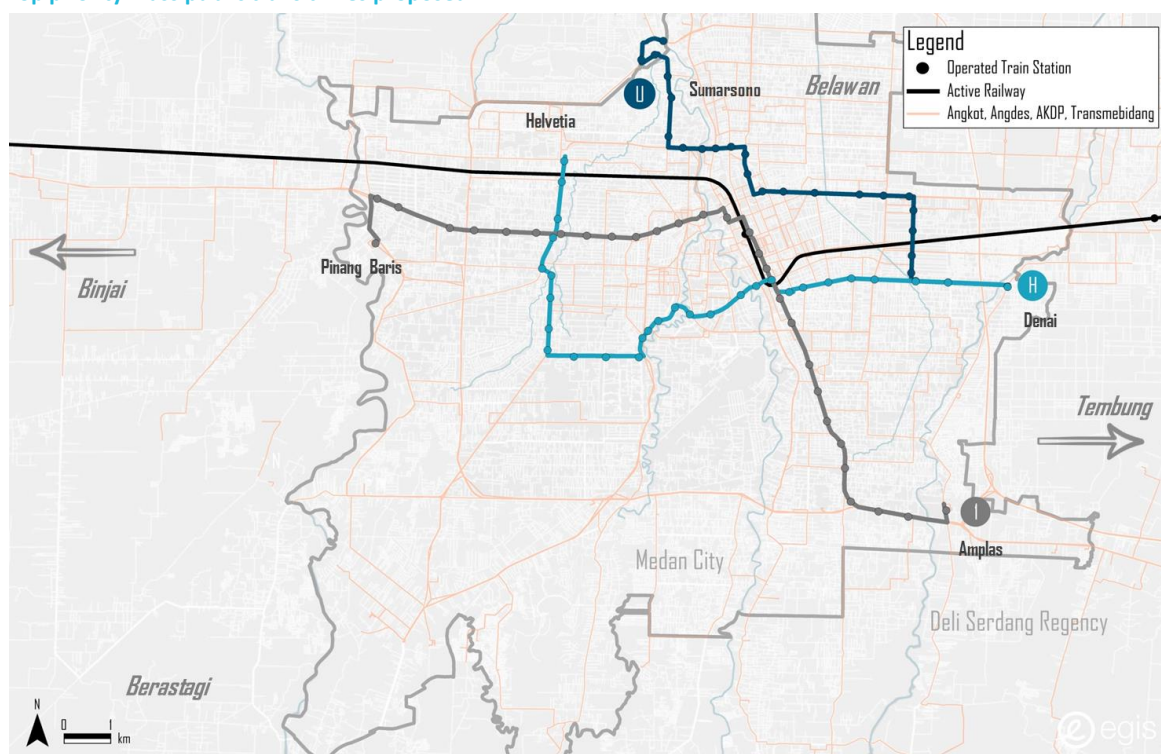 Legend
Operated Train Station
Active Railway
Angkot, Angdes, AKDP, Transmebidang
Belawan
Sumarsono
U
Helvetia
Pinang Baris
Binjai
H
Denai
Tembung
1
Amplas
Medan City
Deli Serdang Regency
Berastagi
N
0 1
km
egis